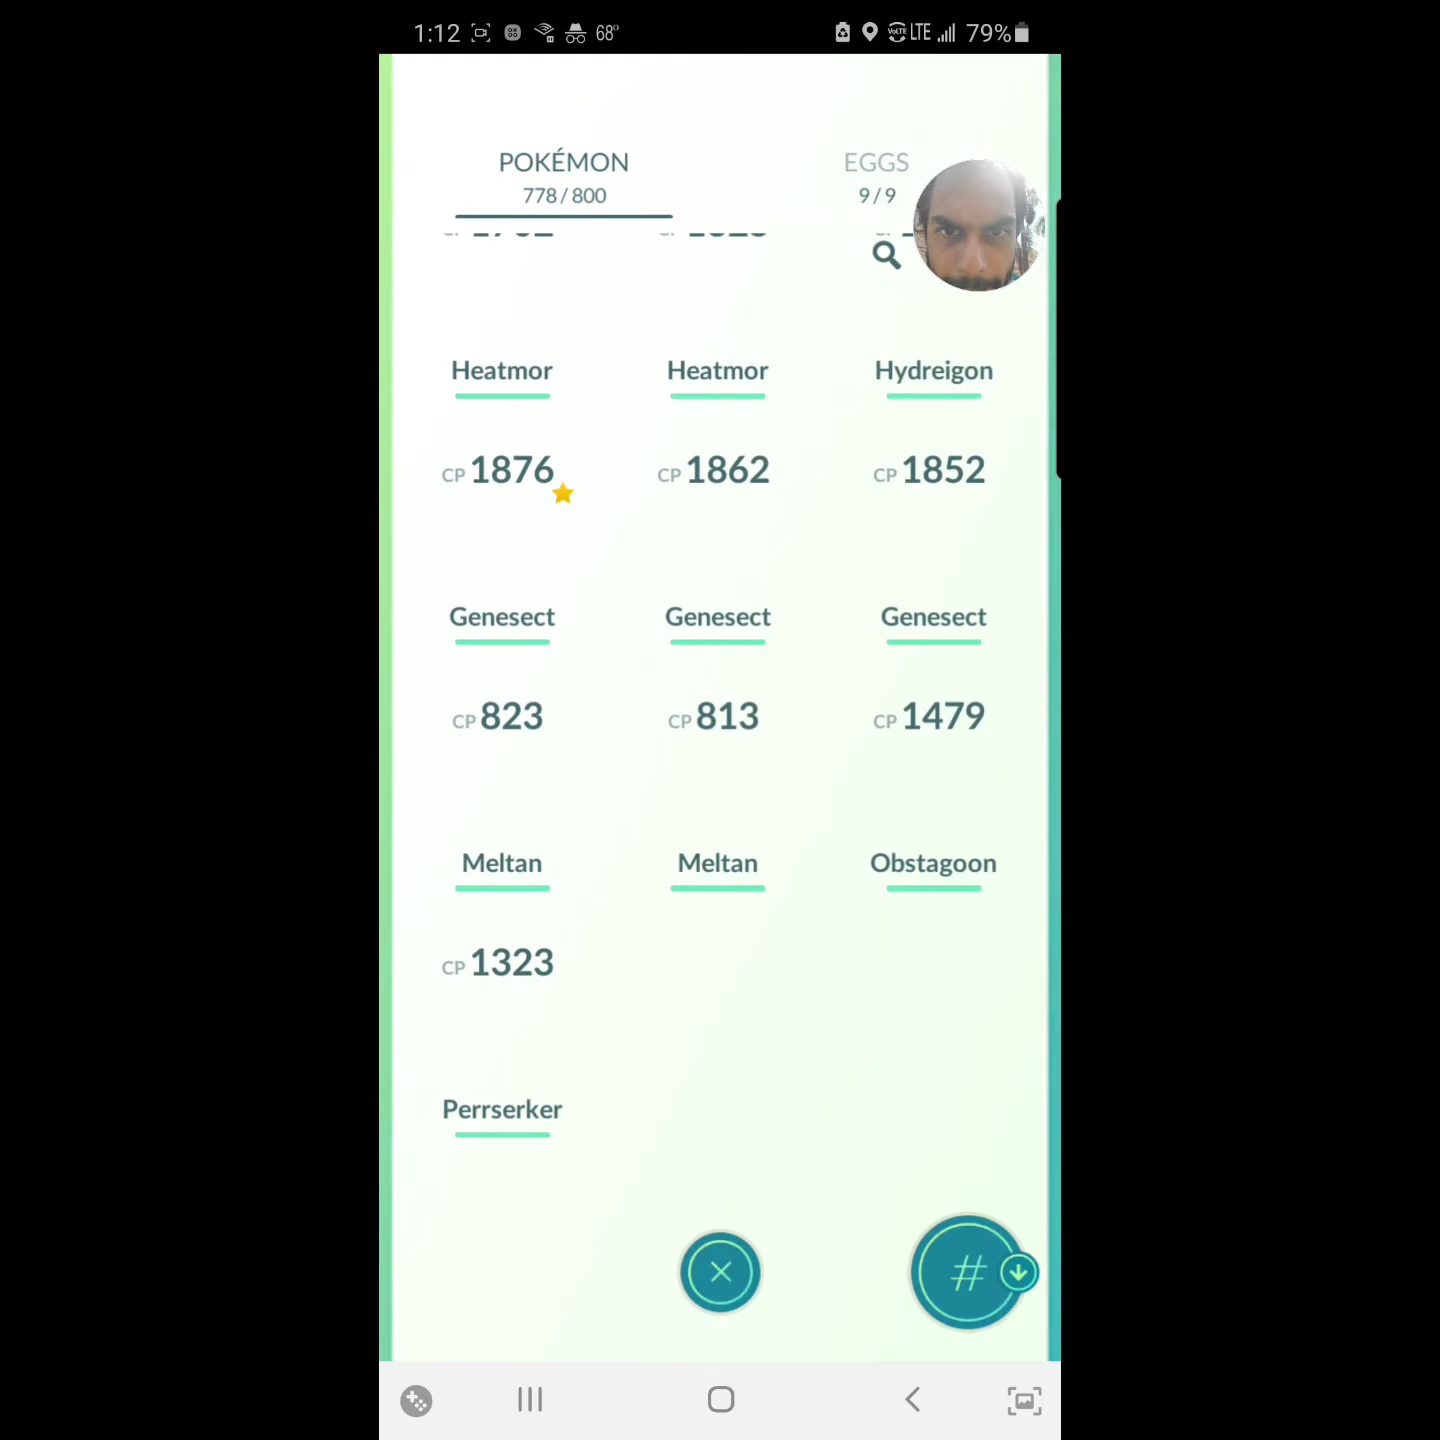 1:12 68° VoLTE LTE 79%
POKÉMON EGGS
778 / 800 9 / 9
Heatmor Heatmor Hydreigon
CP 1876 CP 1862 CP 1852
Genesect Genesect Genesect
CP 823 CP 813 CP 1479
Meltan Meltan Obstagoon
CP 1323
Perrserker
#